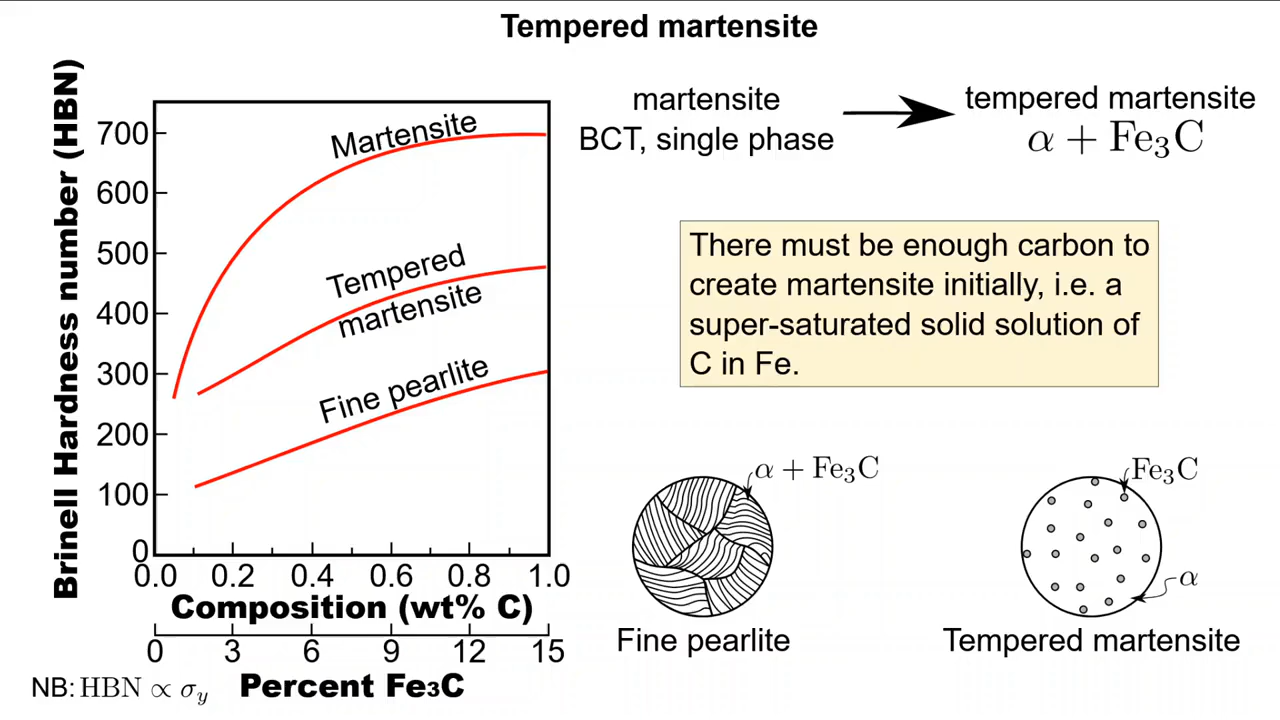 Tempered martensite
Brinell Hardness number (HBN)
700
600
500
400
300
200
100
0
Martensite
Tempered
martensite
Fine pearlite
0.0 0.2 0.4 0.6 0.8 1.0
Composition (wt% C)
0 3 6 9 12 15
Percent Fe₃C
NB: HBN ∝ σ_y
martensite
BCT, single phase
tempered martensite
α + Fe₃C
There must be enough carbon to
create martensite initially, i.e. a
super-saturated solid solution of
C in Fe.
α + Fe₃C
Fine pearlite
Fe₃C
α
Tempered martensite